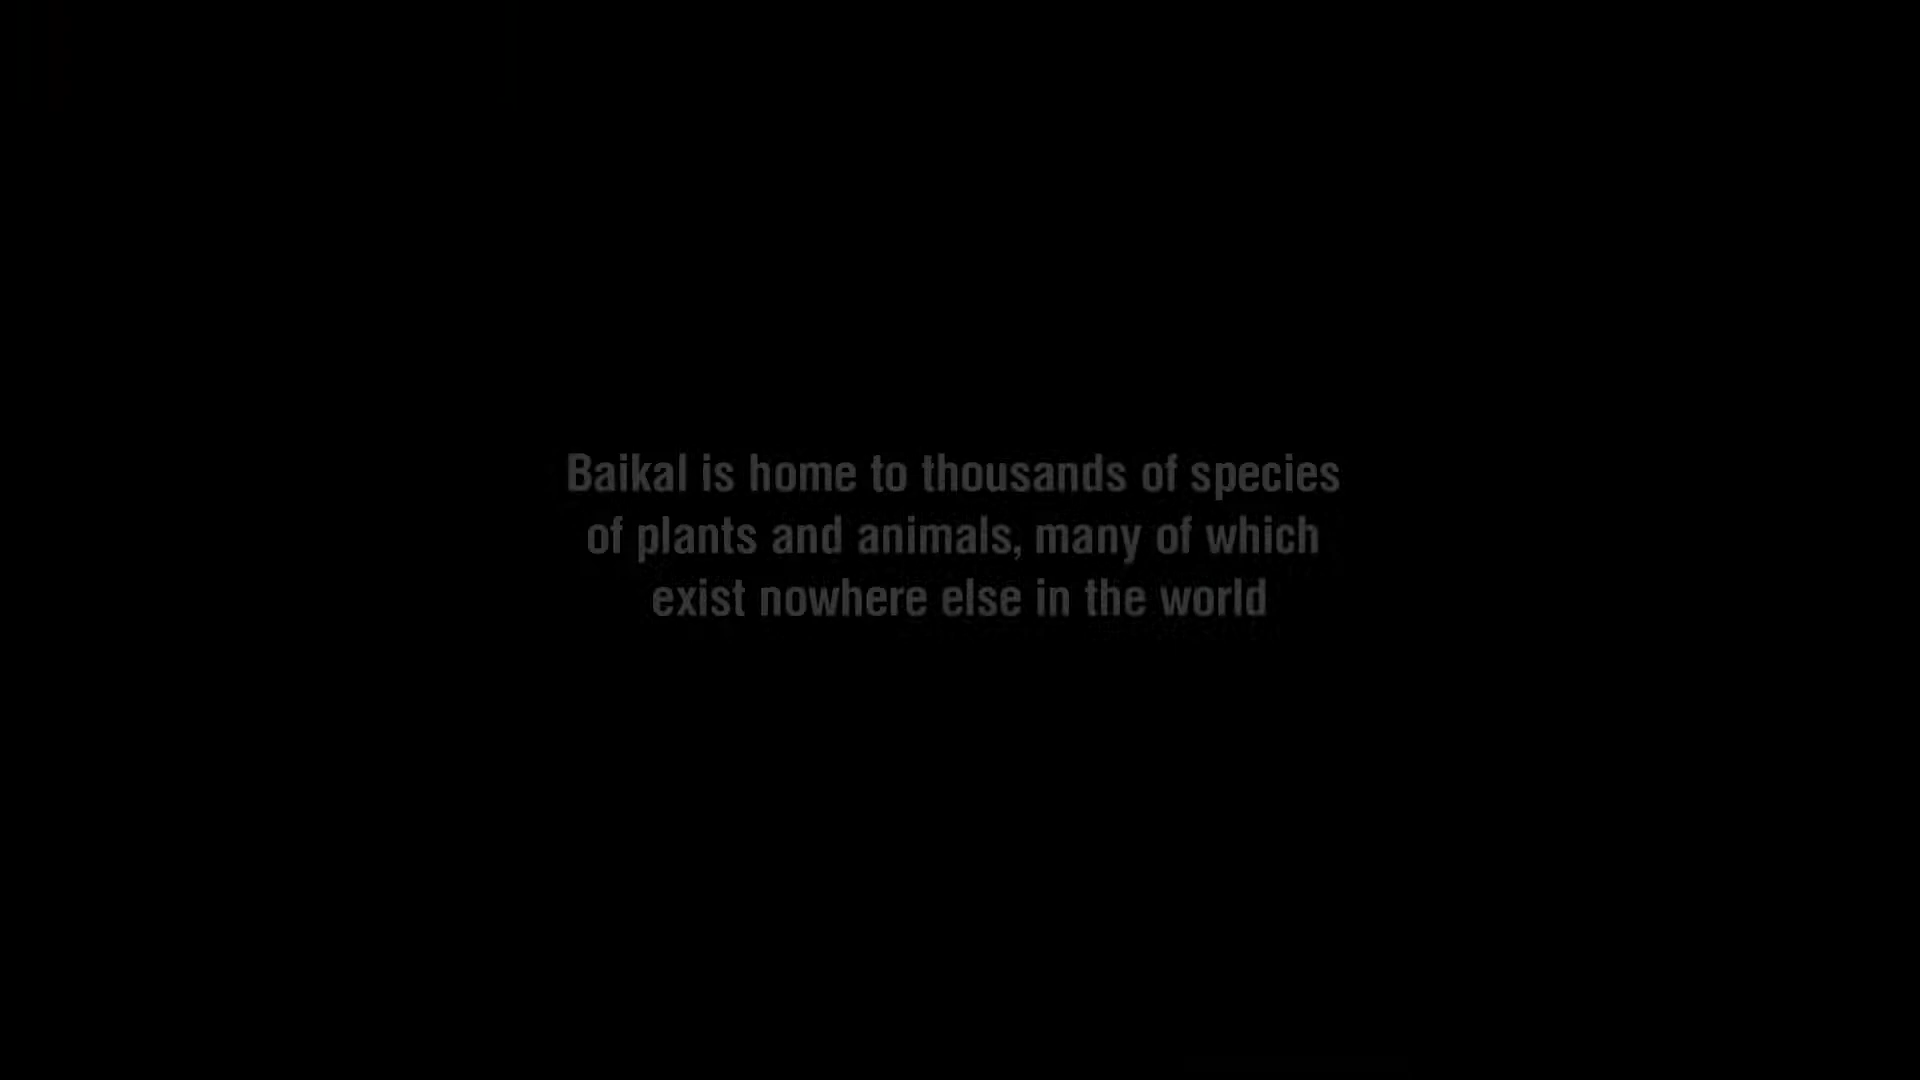 Baikal is home to thousands of species
of plants and animals, many of which
exist nowhere else in the world